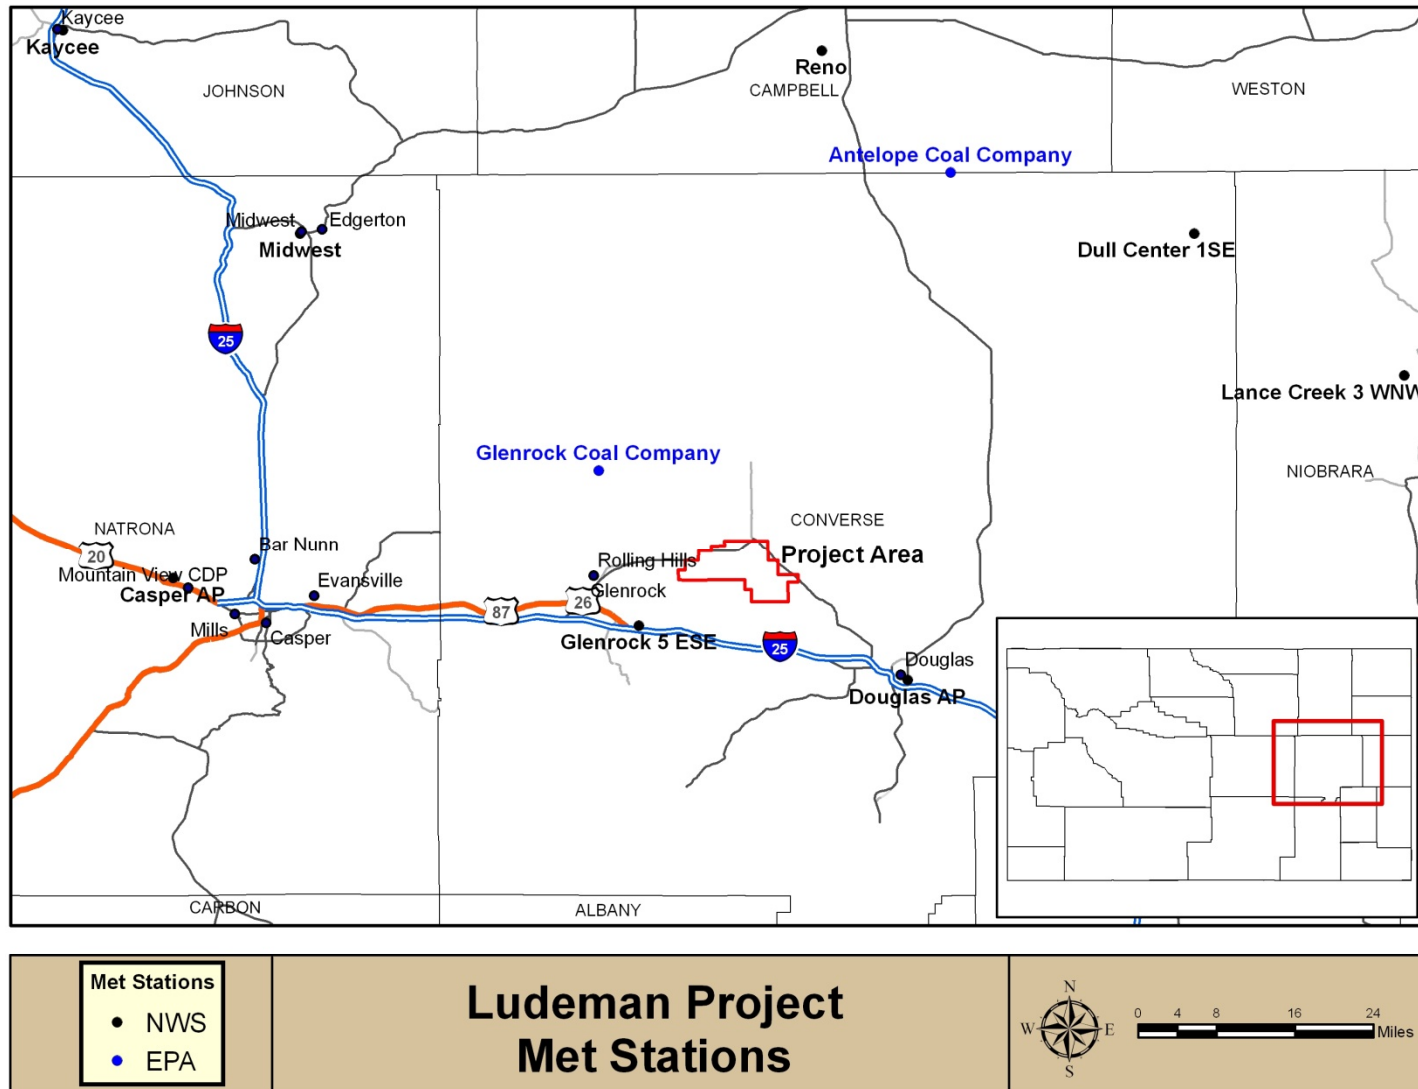 Kaycee
Kaycee
JOHNSON
Reno
CAMPBELL
WESTON
Antelope Coal Company
Midwest
Edgerton
Midwest
Dull Center 1SE
25
Lance Creek 3 WNW
Glenrock Coal Company
NIOBRARA
NATRONA
CONVERSE
20
Bar Nunn
Rolling Hills
Project Area
Mountain View CDP
Evansville
Casper AP
Glenrock
87
26
Mills
Casper
Glenrock 5 ESE
25
Douglas
Douglas AP
CARBON
ALBANY
Met Stations
NWS
EPA
Ludeman Project
Met Stations
N
W
E
S
0 4 8 16 24
Miles